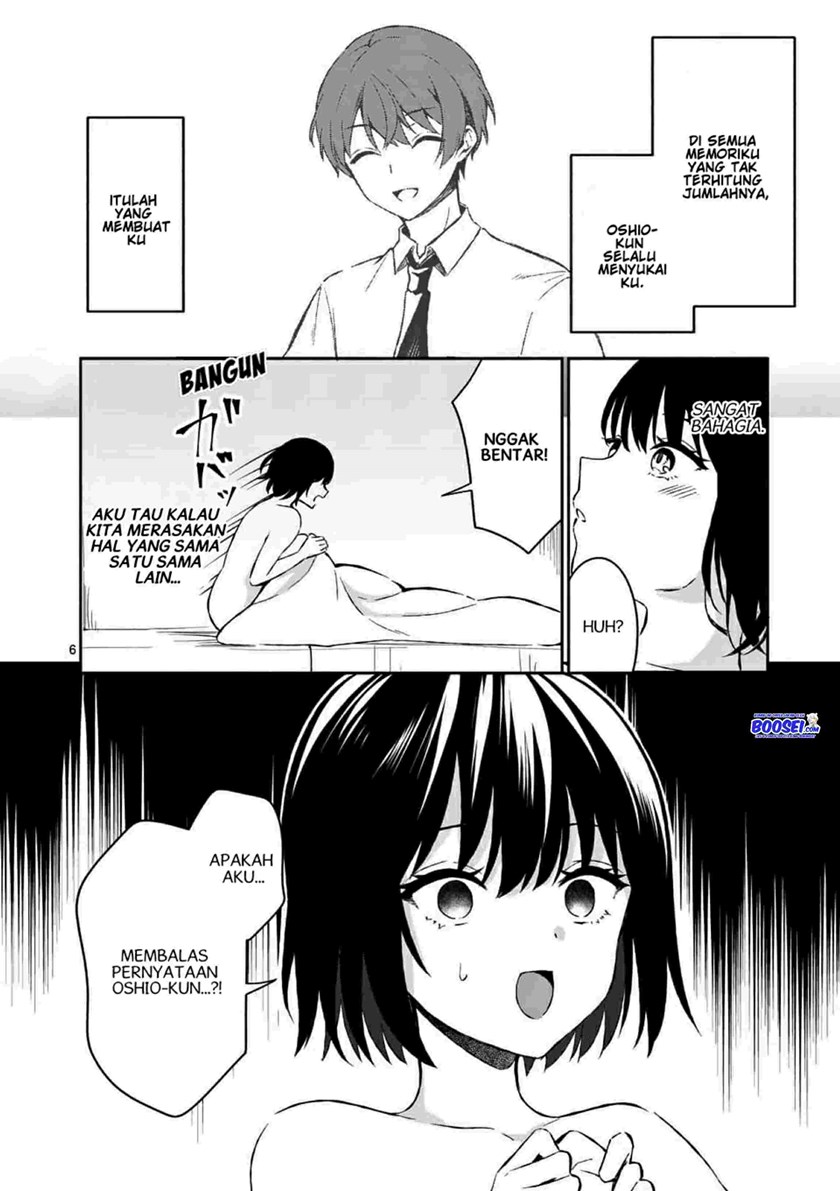 DI SEMUA
MEMORIKU
YANG TAK
TERHITUNG
JUMLAHNYA,
OSHIO-
KUN
SELALU
MENYUKAI
KU.
ITULAH
YANG
MEMBUAT
KU
SANGAT
BAHAGIA.
HUH?
NGGAK
BENTAR!
BANGUN
ガバッ
AKU TAU KALAU
KITA MERASAKAN
HAL YANG SAMA
SATU SAMA
LAIN...
6
BOOSEI.COM
APAKAH
AKU...
MEMBALAS
PERNYATAAN
OSHIO-KUN...?!